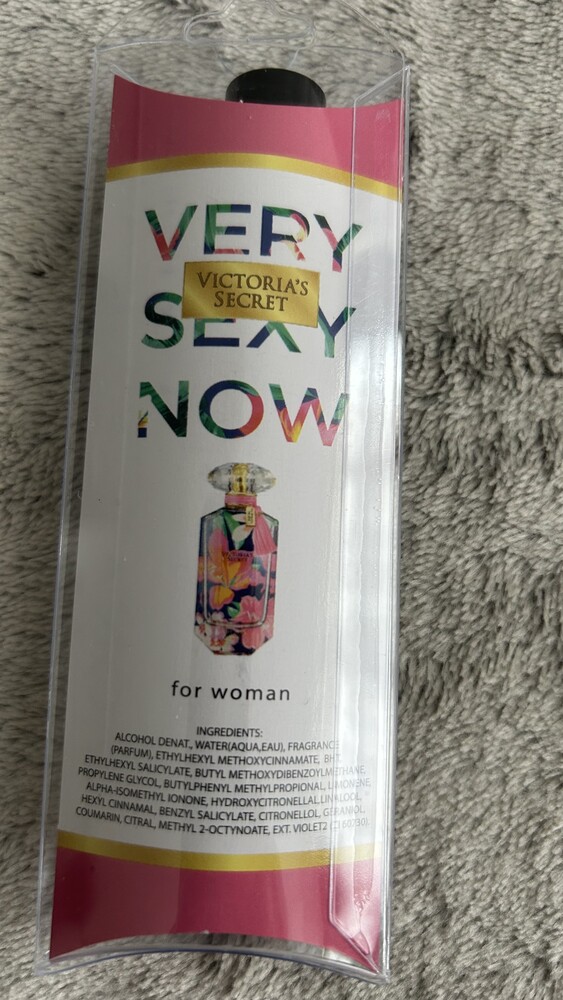 VERY
VICTORIA'S
SECRET
SEXY
NOW
for woman
INGREDIENTS:
ALCOHOL DENAT., WATER(AQUA,EAU), FRAGRANCE
(PARFUM), ETHYLHEXYL METHOXYCINNAMATE, BHT,
ETHYLHEXYL SALICYLATE, BUTYL METHOXYDIBENZOYLMETHANE,
PROPYLENE GLYCOL, BUTYLPHENYL METHYLPROPIONAL, LIMONENE,
ALPHA-ISOMETHYL IONONE, HYDROXYCITRONELLAL,LINALOOL,
HEXYL CINNAMAL, BENZYL SALICYLATE, CITRONELLOL, GERANIOL,
COUMARIN, CITRAL, METHYL 2-OCTYNOATE, EXT. VIOLET2